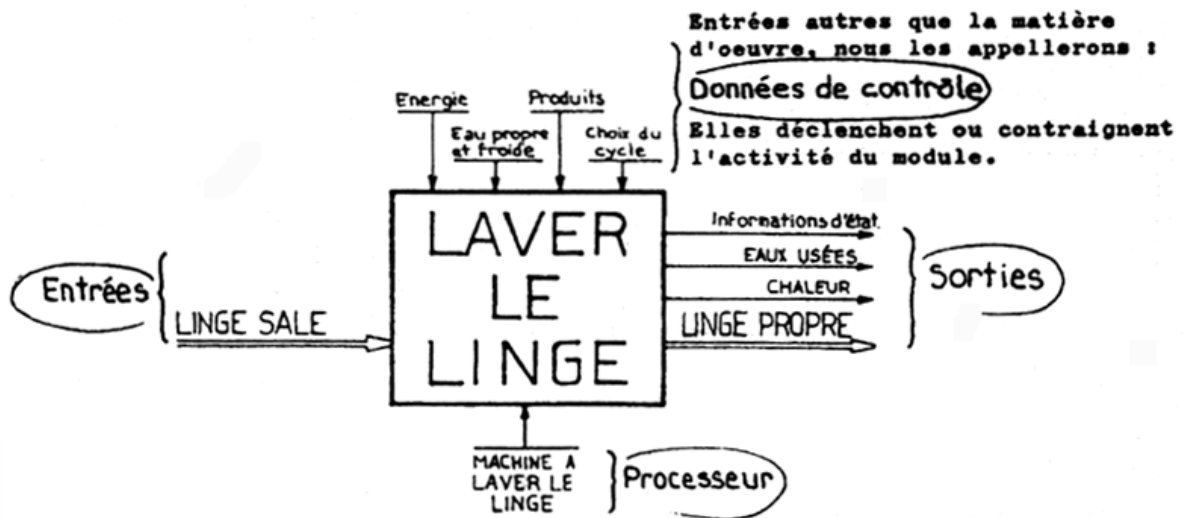 Entrées autres que la matière
d'oeuvre, nous les appellerons :
Données de contrôle
Elles déclenchent ou contraignent
l'activité du module.
Energie
Produits
Eau propre
et froide
Choix du
cycle
LAVER
LE
LINGE
Entrées
LINGE SALE
Informations d'état.
EAUX USÉES
CHALEUR
LINGE PROPRE
Sorties
MACHINE A
LAVER LE
LINGE
Processeur